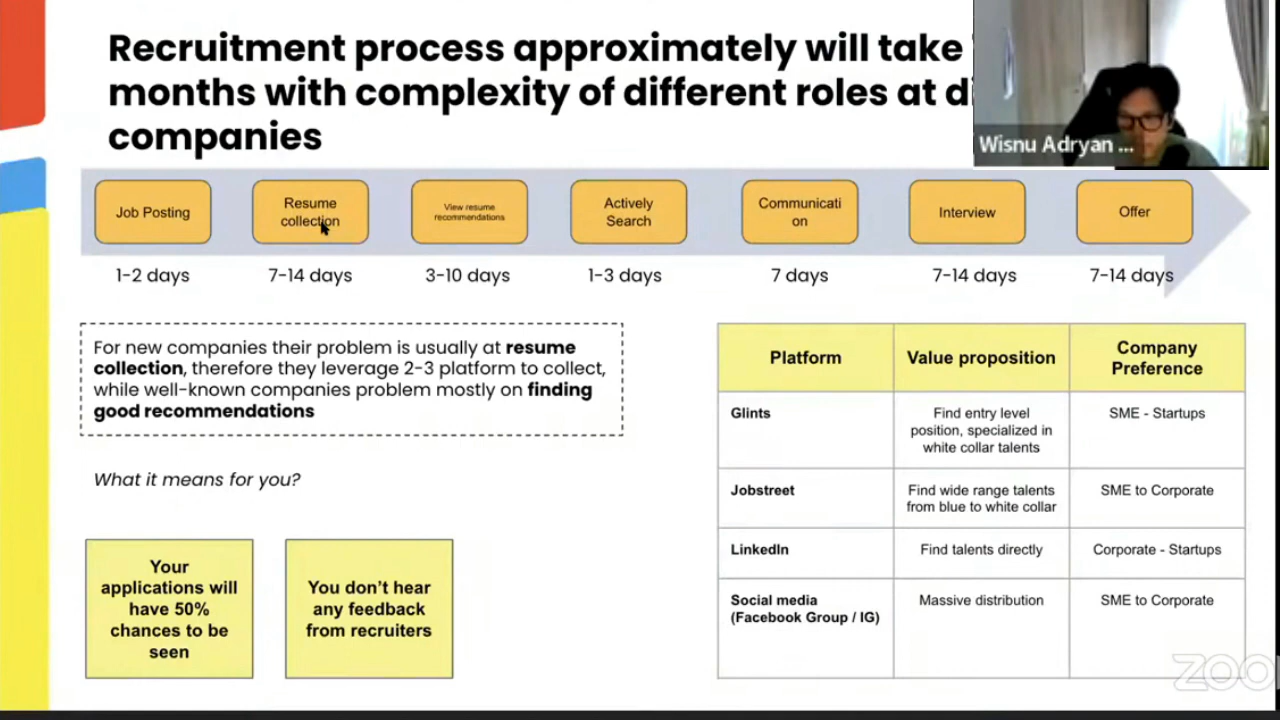 Recruitment process approximately will take
months with complexity of different roles at di
companies
Wisnu Adryan ...
Job Posting
Resume
collection
View resume
recommendations
Actively
Search
Communicati
on
Interview
Offer
1-2 days
7-14 days
3-10 days
1-3 days
7 days
7-14 days
7-14 days
For new companies their problem is usually at resume
collection, therefore they leverage 2-3 platform to collect,
while well-known companies problem mostly on finding
good recommendations
What it means for you?
Your
applications will
have 50%
chances to be
seen
You don't hear
any feedback
from recruiters
Platform
Value proposition
Company
Preference
Glints
Find entry level
position, specialized in
white collar talents
SME - Startups
Jobstreet
Find wide range talents
from blue to white collar
SME to Corporate
LinkedIn
Find talents directly
Corporate - Startups
Social media
(Facebook Group / IG)
Massive distribution
SME to Corporate
zoom